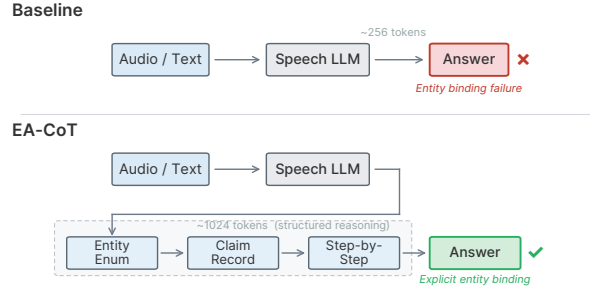 Baseline
~256 tokens
Audio / Text
Speech LLM
Answer
Entity binding failure
EA-CoT
Audio / Text
Speech LLM
~1024 tokens (structured reasoning)
Entity
Enum
Claim
Record
Step-by-
Step
Answer
Explicit entity binding